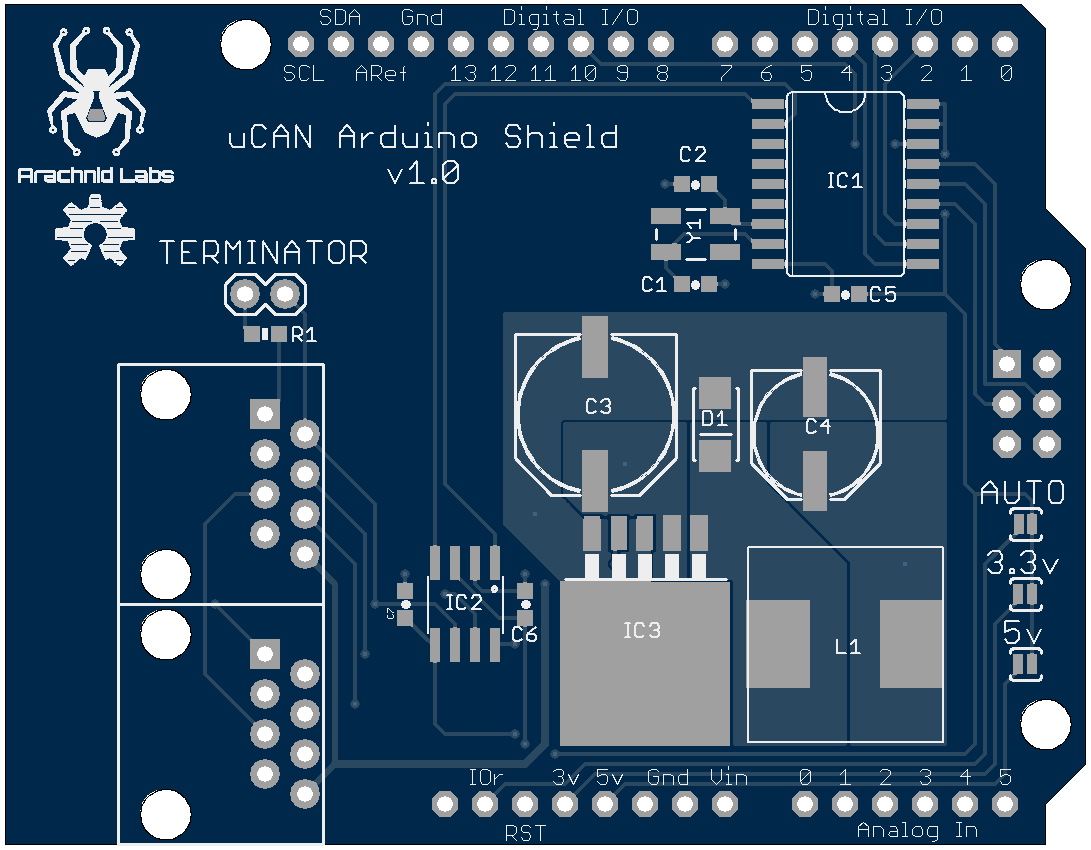 SDA Gnd Digital I/O Digital I/O
SCL ARef 13 12 11 10 9 8 7 6 5 4 3 2 1 0
uCAN Arduino Shield
v1.0
Arachnid Labs
C2
IC1
Y1
TERMINATOR
C1
C5
R1
C3
D1
C4
AUTO
3.3v
IC2
C7
C6
IC3
5v
L1
IOr 3v 5v Gnd Vin 0 1 2 3 4 5
RST Analog In